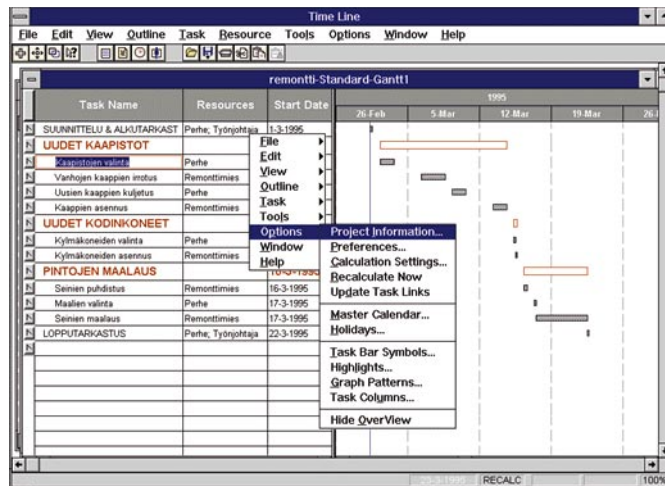 Time Line
File Edit View Outline Task Resource Tools Options Window Help
remontti-Standard-Gantt1
Task Name Resources Start Date 1995
26-Feb 5-Mar 12-Mar 19-Mar 26
SUUNNITTELU & ALKUTARKAST Perhe; Työnjohtaja 1-3-1995
UUDET KAAPISTOT
Kaapistojen valinta Perhe
Vanhojen kaappien irrotus Remonttimies
Uusien kaappien kuljetus Perhe
Kaappien asennus Remonttimies
UUDET KODINKONEET
Kylmäkoneiden valinta Perhe
Kylmäkoneiden asennus Remonttimies
PINTOJEN MAALAUS 16-3-1995
Seinien puhdistus Remonttimies 16-3-1995
Maalien valinta Perhe 17-3-1995
Seinien maalaus Remonttimies 17-3-1995
LOPPUTARKASTUS Perhe; Työnjohtaja 22-3-1995
File
Edit
View
Outline
Task
Tools
Options
Window
Help
Project Information...
Preferences...
Calculation Settings...
Recalculate Now
Update Task Links
Master Calendar...
Holidays...
Task Bar Symbols...
Highlights...
Graph Patterns...
Task Columns...
Hide OverView
RECALC 100%